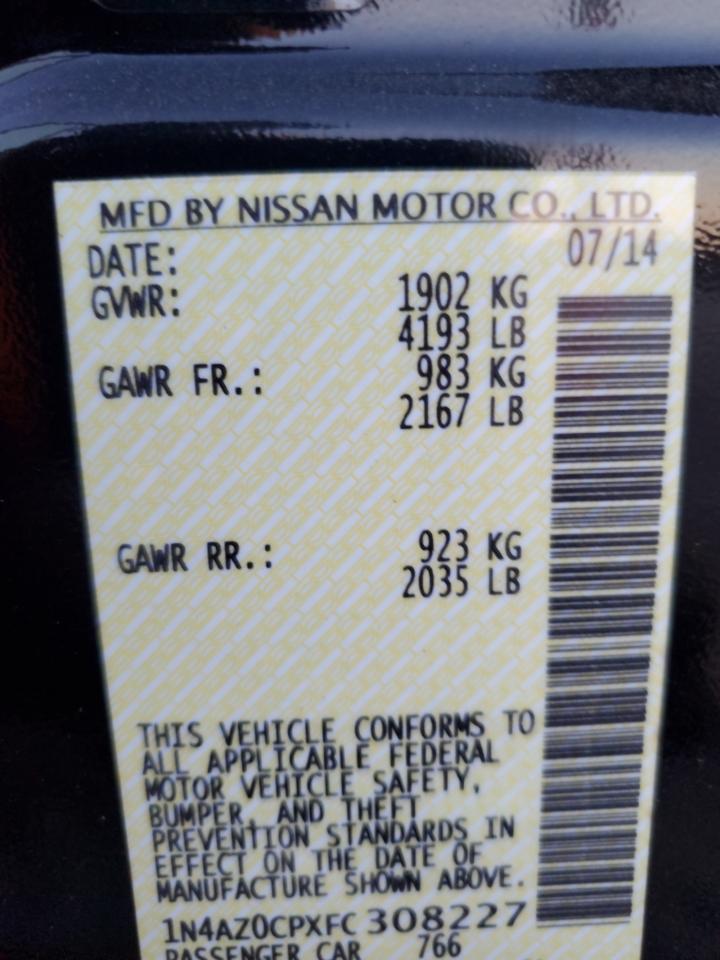 MFD BY NISSAN MOTOR CO., LTD.
DATE: 07/14
GVWR: 1902 KG
4193 LB
GAWR FR.: 983 KG
2167 LB
GAWR RR.: 923 KG
2035 LB
THIS VEHICLE CONFORMS TO
ALL APPLICABLE FEDERAL
MOTOR VEHICLE SAFETY,
BUMPER, AND THEFT
PREVENTION STANDARDS IN
EFFECT ON THE DATE OF
MANUFACTURE SHOWN ABOVE.
1N4AZ0CPXFC308227
PASSENGER CAR 766